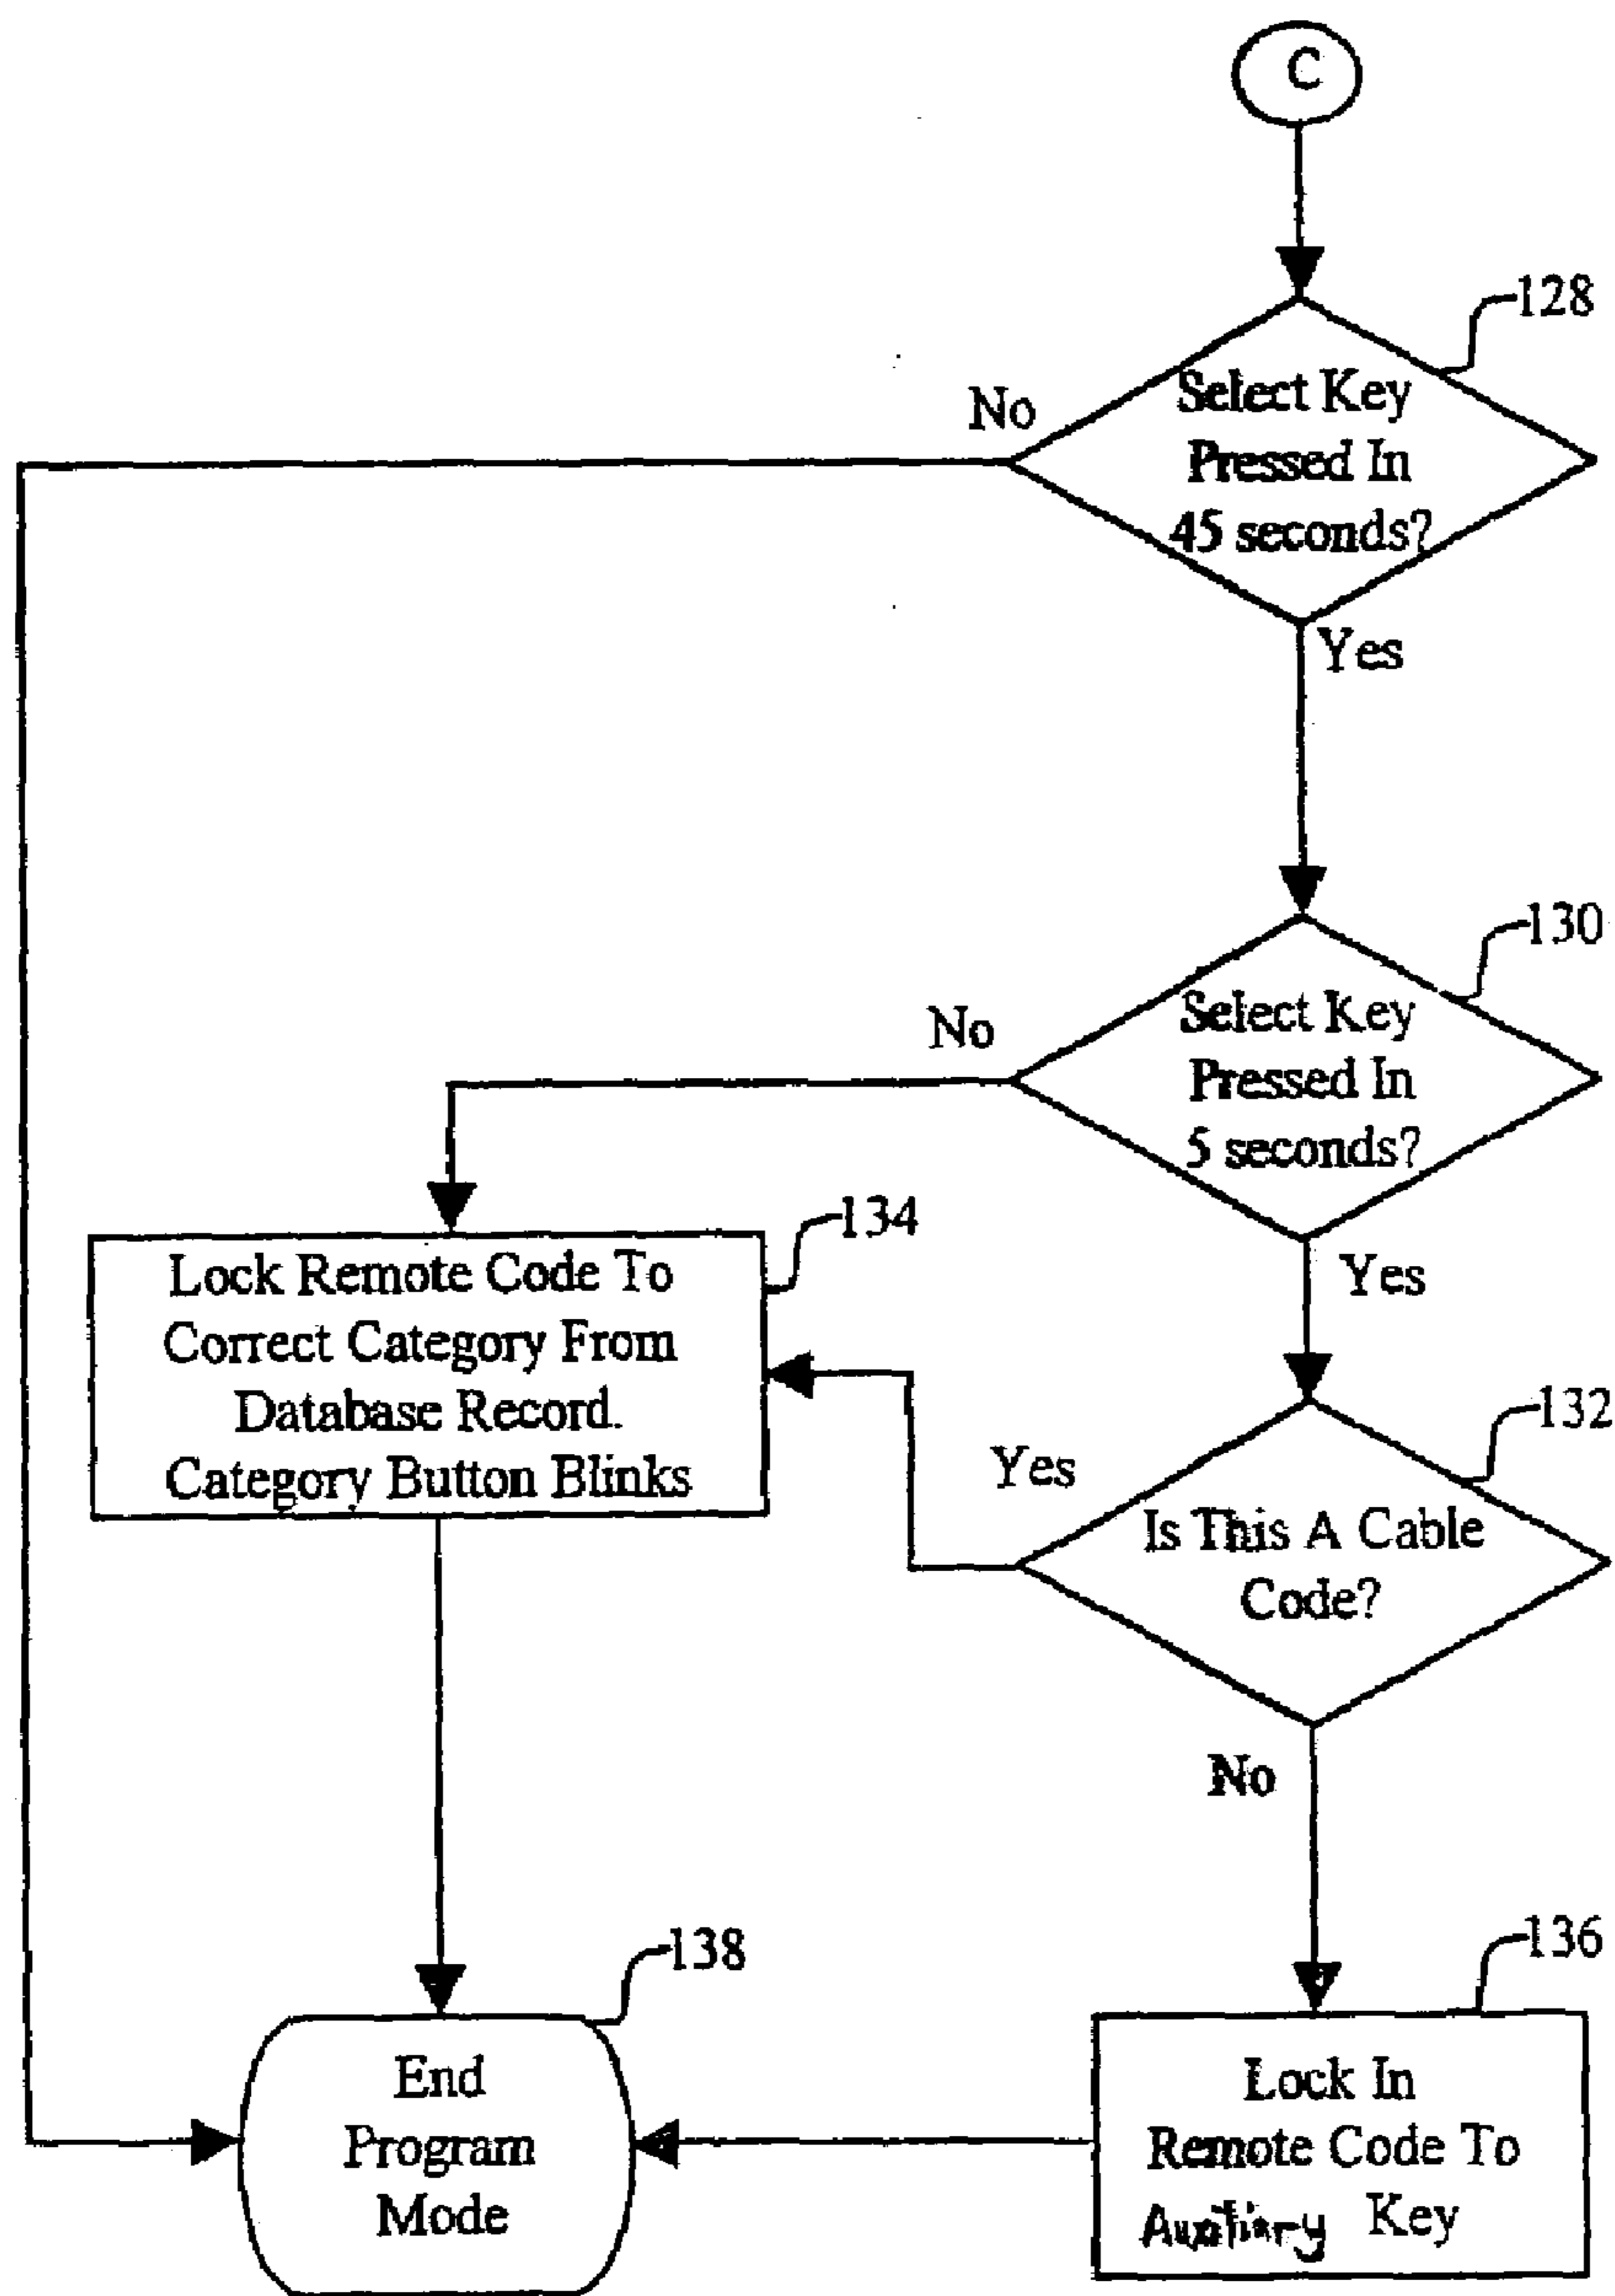 C
128
Select Key
Pressed In
45 seconds?
No
Yes
130
Select Key
Pressed In
5 seconds?
No
Yes
134
Lock Remote Code To
Correct Category From
Database Record.
Category Button Blinks
132
Is This A Cable
Code?
Yes
No
138
End
Program
Mode
136
Lock In
Remote Code To
Key